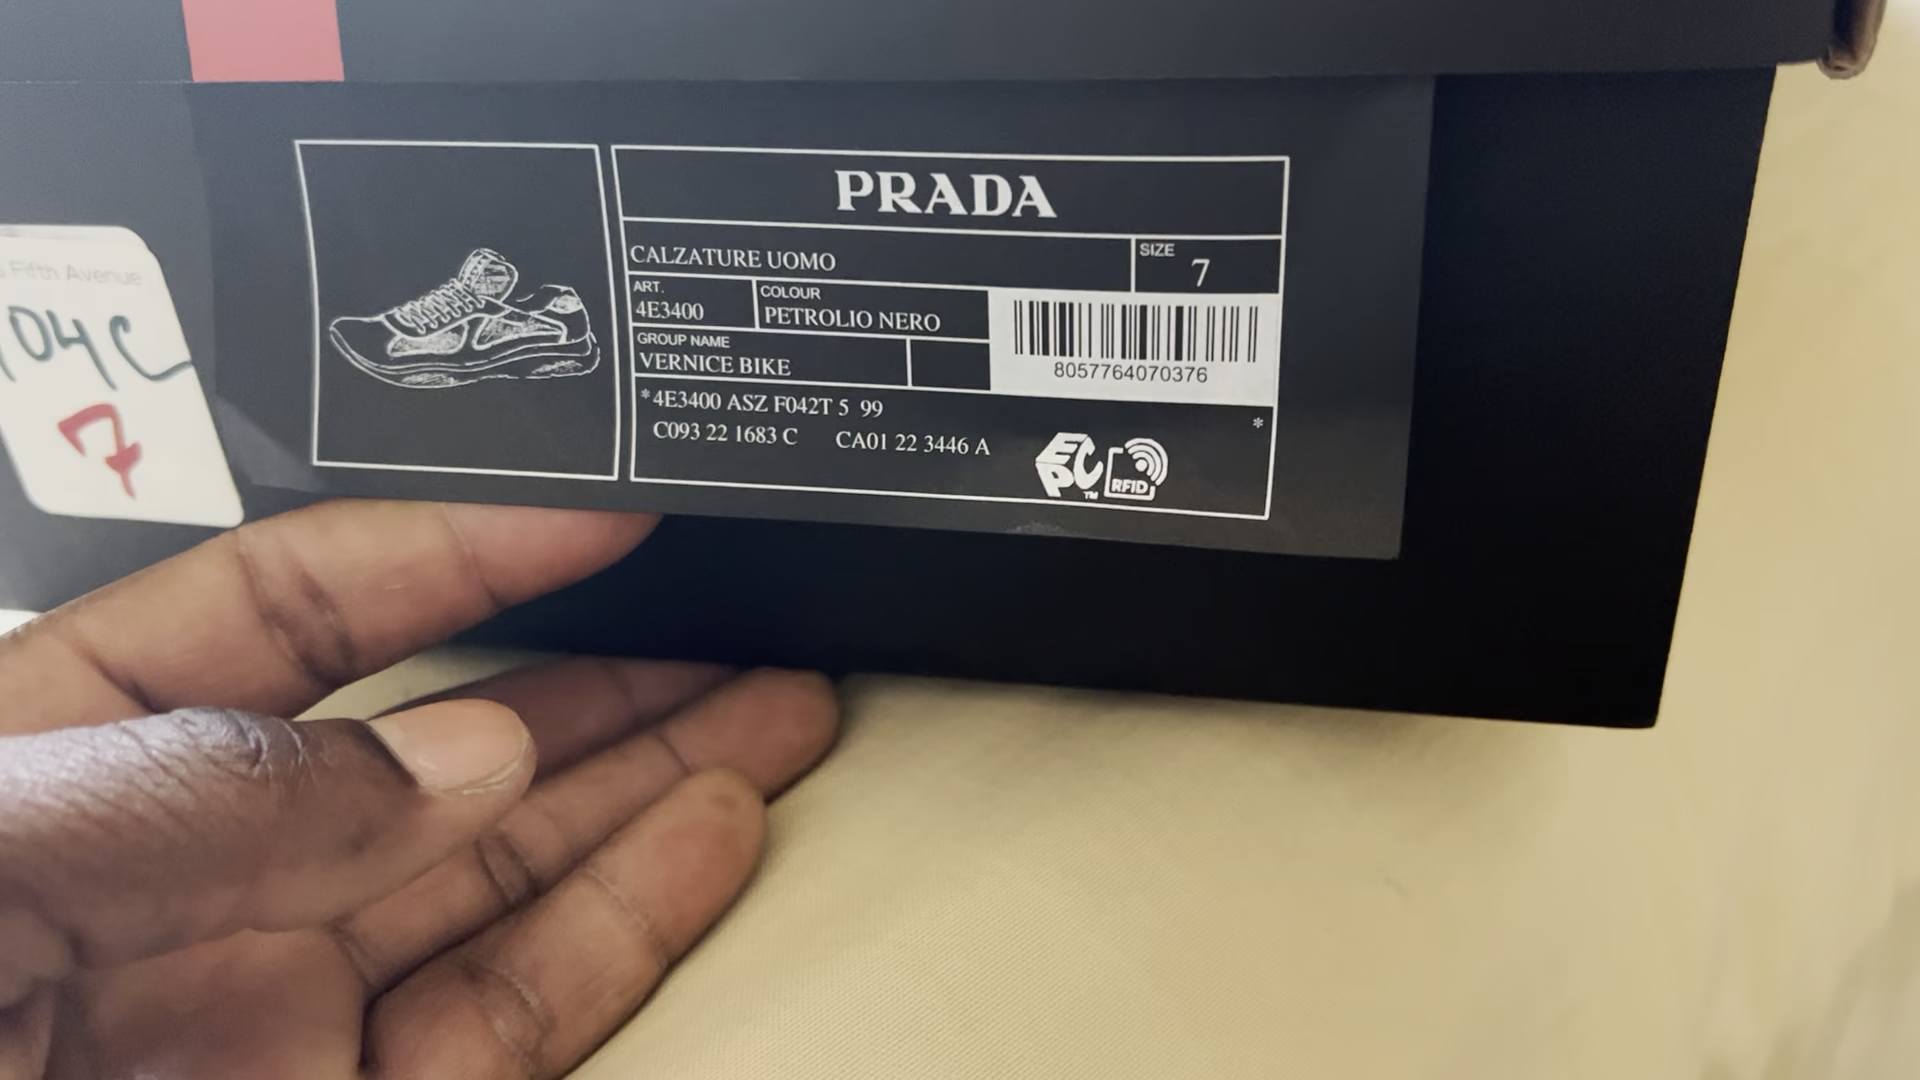 PRADA
CALZATURE UOMO
SIZE
7
ART.
4E3400
COLOUR
PETROLIO NERO
GROUP NAME
VERNICE BIKE
8057764070376
*4E3400 ASZ F042T 5 99
*
C093 22 1683 C CA01 22 3446 A
EPC TM
RFID
Fifth Avenue
04C
7